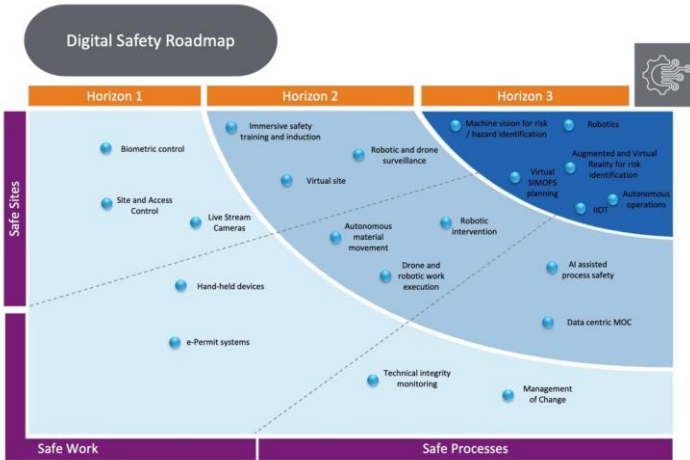 Digital Safety Roadmap
Horizon 1
Horizon 2
Horizon 3
Safe Sites
Biometric control
Site and Access
Control
Live Stream
Cameras
Hand-held devices
e-Permit systems
Immersive safety
training and induction
Robotic and drone
surveillance
Virtual site
Autonomous
material
movement
Robotic
intervention
Drone and
robotic work
execution
Machine vision for risk
/ hazard identification
Robotics
Augmented and Virtual
Reality for risk
identification
Virtual
SIMOPS
planning
Autonomous
operations
IIOT
AI assisted
process safety
Data centric MOC
Technical integrity
monitoring
Management
of Change
Safe Work
Safe Processes